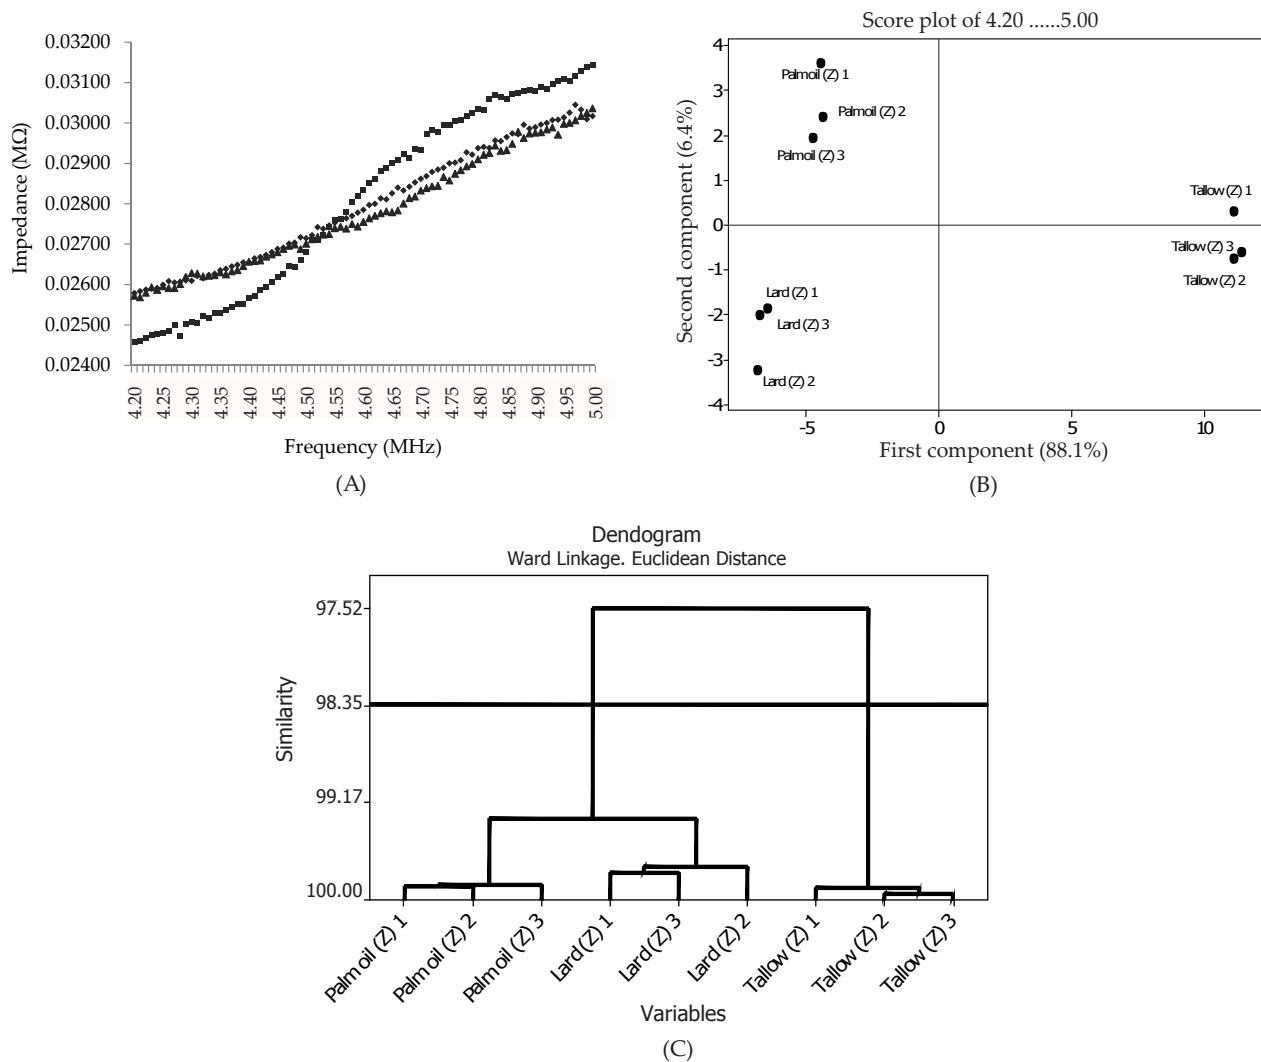 0.03200
0.03100
0.03000
0.02900
0.02800
0.02700
0.02600
0.02500
0.02400
Impedance (MΩ)
4.20
4.25
4.30
4.35
4.40
4.45
4.50
4.55
4.60
4.65
4.70
4.75
4.80
4.85
4.90
4.95
5.00
Frequency (MHz)
(A)
Score plot of 4.20 ......5.00
4
3
2
1
0
-1
-2
-3
-4
Second component (6.4%)
Palmoil (Z) 1
Palmoil (Z) 2
Palmoil (Z) 3
Tallow (Z) 1
Tallow (Z) 3
Tallow (Z) 2
Lard (Z) 1
Lard (Z) 3
Lard (Z) 2
-5
0
5
10
First component (88.1%)
(B)
Dendogram
Ward Linkage. Euclidean Distance
97.52
98.35
99.17
100.00
Similarity
Palm oil (Z) 1
Palm oil (Z) 2
Palm oil (Z) 3
Lard (Z) 1
Lard (Z) 3
Lard (Z) 2
Tallow (Z) 1
Tallow (Z) 2
Tallow (Z) 3
Variables
(C)